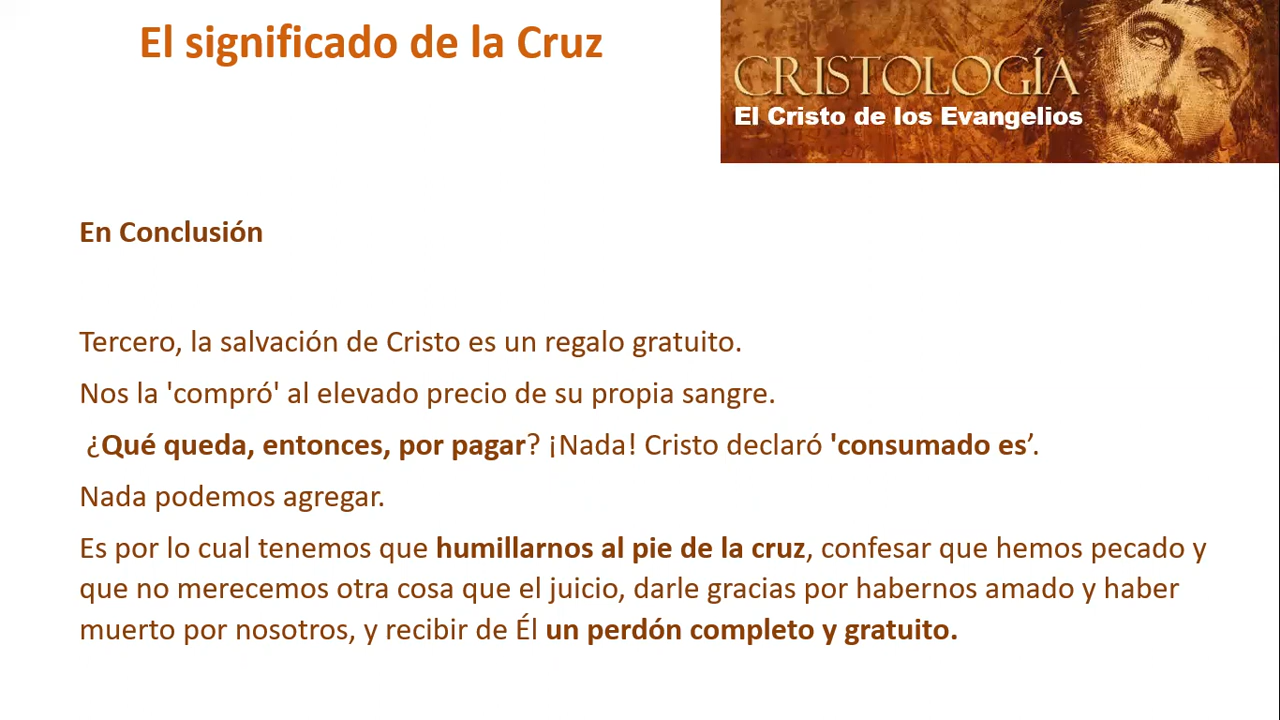 El significado de la Cruz
CRISTOLOGÍA
El Cristo de los Evangelios
En Conclusión
Tercero, la salvación de Cristo es un regalo gratuito.
Nos la 'compró' al elevado precio de su propia sangre.
¿Qué queda, entonces, por pagar? ¡Nada! Cristo declaró 'consumado es’.
Nada podemos agregar.
Es por lo cual tenemos que humillarnos al pie de la cruz, confesar que hemos pecado y
que no merecemos otra cosa que el juicio, darle gracias por habernos amado y haber
muerto por nosotros, y recibir de Él un perdón completo y gratuito.